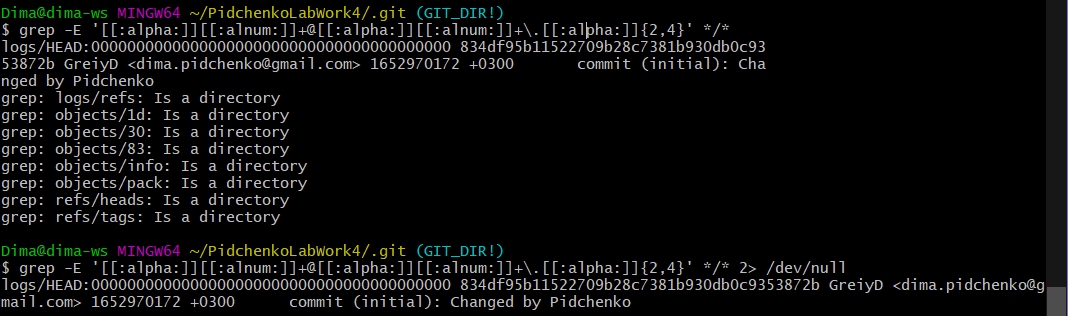 Dima@dima-ws MINGW64 ~/PidchenkoLabWork4/.git (GIT_DIR!)
$ grep -E '[[:alpha:]][[:alnum:]]+@[[:alpha:]][[:alnum:]]+\.[[:alpha:]]{2,4}' */*
logs/HEAD:0000000000000000000000000000000000000000 834df95b11522709b28c7381b930db0c93
53872b GreiyD <dima.pidchenko@gmail.com> 1652970172 +0300       commit (initial): Cha
nged by Pidchenko
grep: logs/refs: Is a directory
grep: objects/1d: Is a directory
grep: objects/30: Is a directory
grep: objects/83: Is a directory
grep: objects/info: Is a directory
grep: objects/pack: Is a directory
grep: refs/heads: Is a directory
grep: refs/tags: Is a directory
Dima@dima-ws MINGW64 ~/PidchenkoLabWork4/.git (GIT_DIR!)
$ grep -E '[[:alpha:]][[:alnum:]]+@[[:alpha:]][[:alnum:]]+\.[[:alpha:]]{2,4}' */* 2> /dev/null
logs/HEAD:0000000000000000000000000000000000000000 834df95b11522709b28c7381b930db0c9353872b GreiyD <dima.pidchenko@g
mail.com> 1652970172 +0300      commit (initial): Changed by Pidchenko